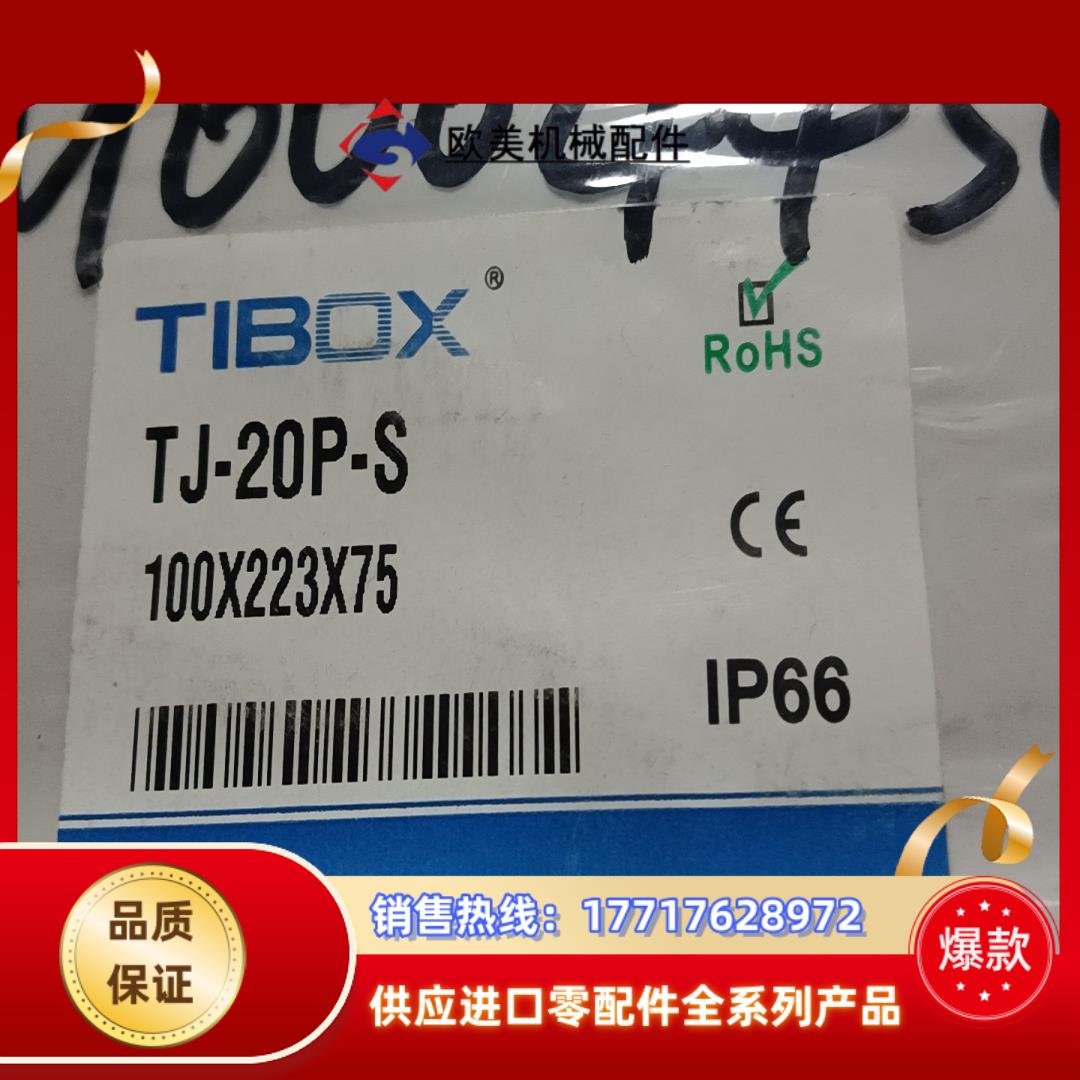 欧美机械配件
TIBOX®
RoHS
TJ-20P-S
CE
100X223X75
IP66
品质
保证
销售热线：17717628972
爆款
供应进口零配件全系列产品